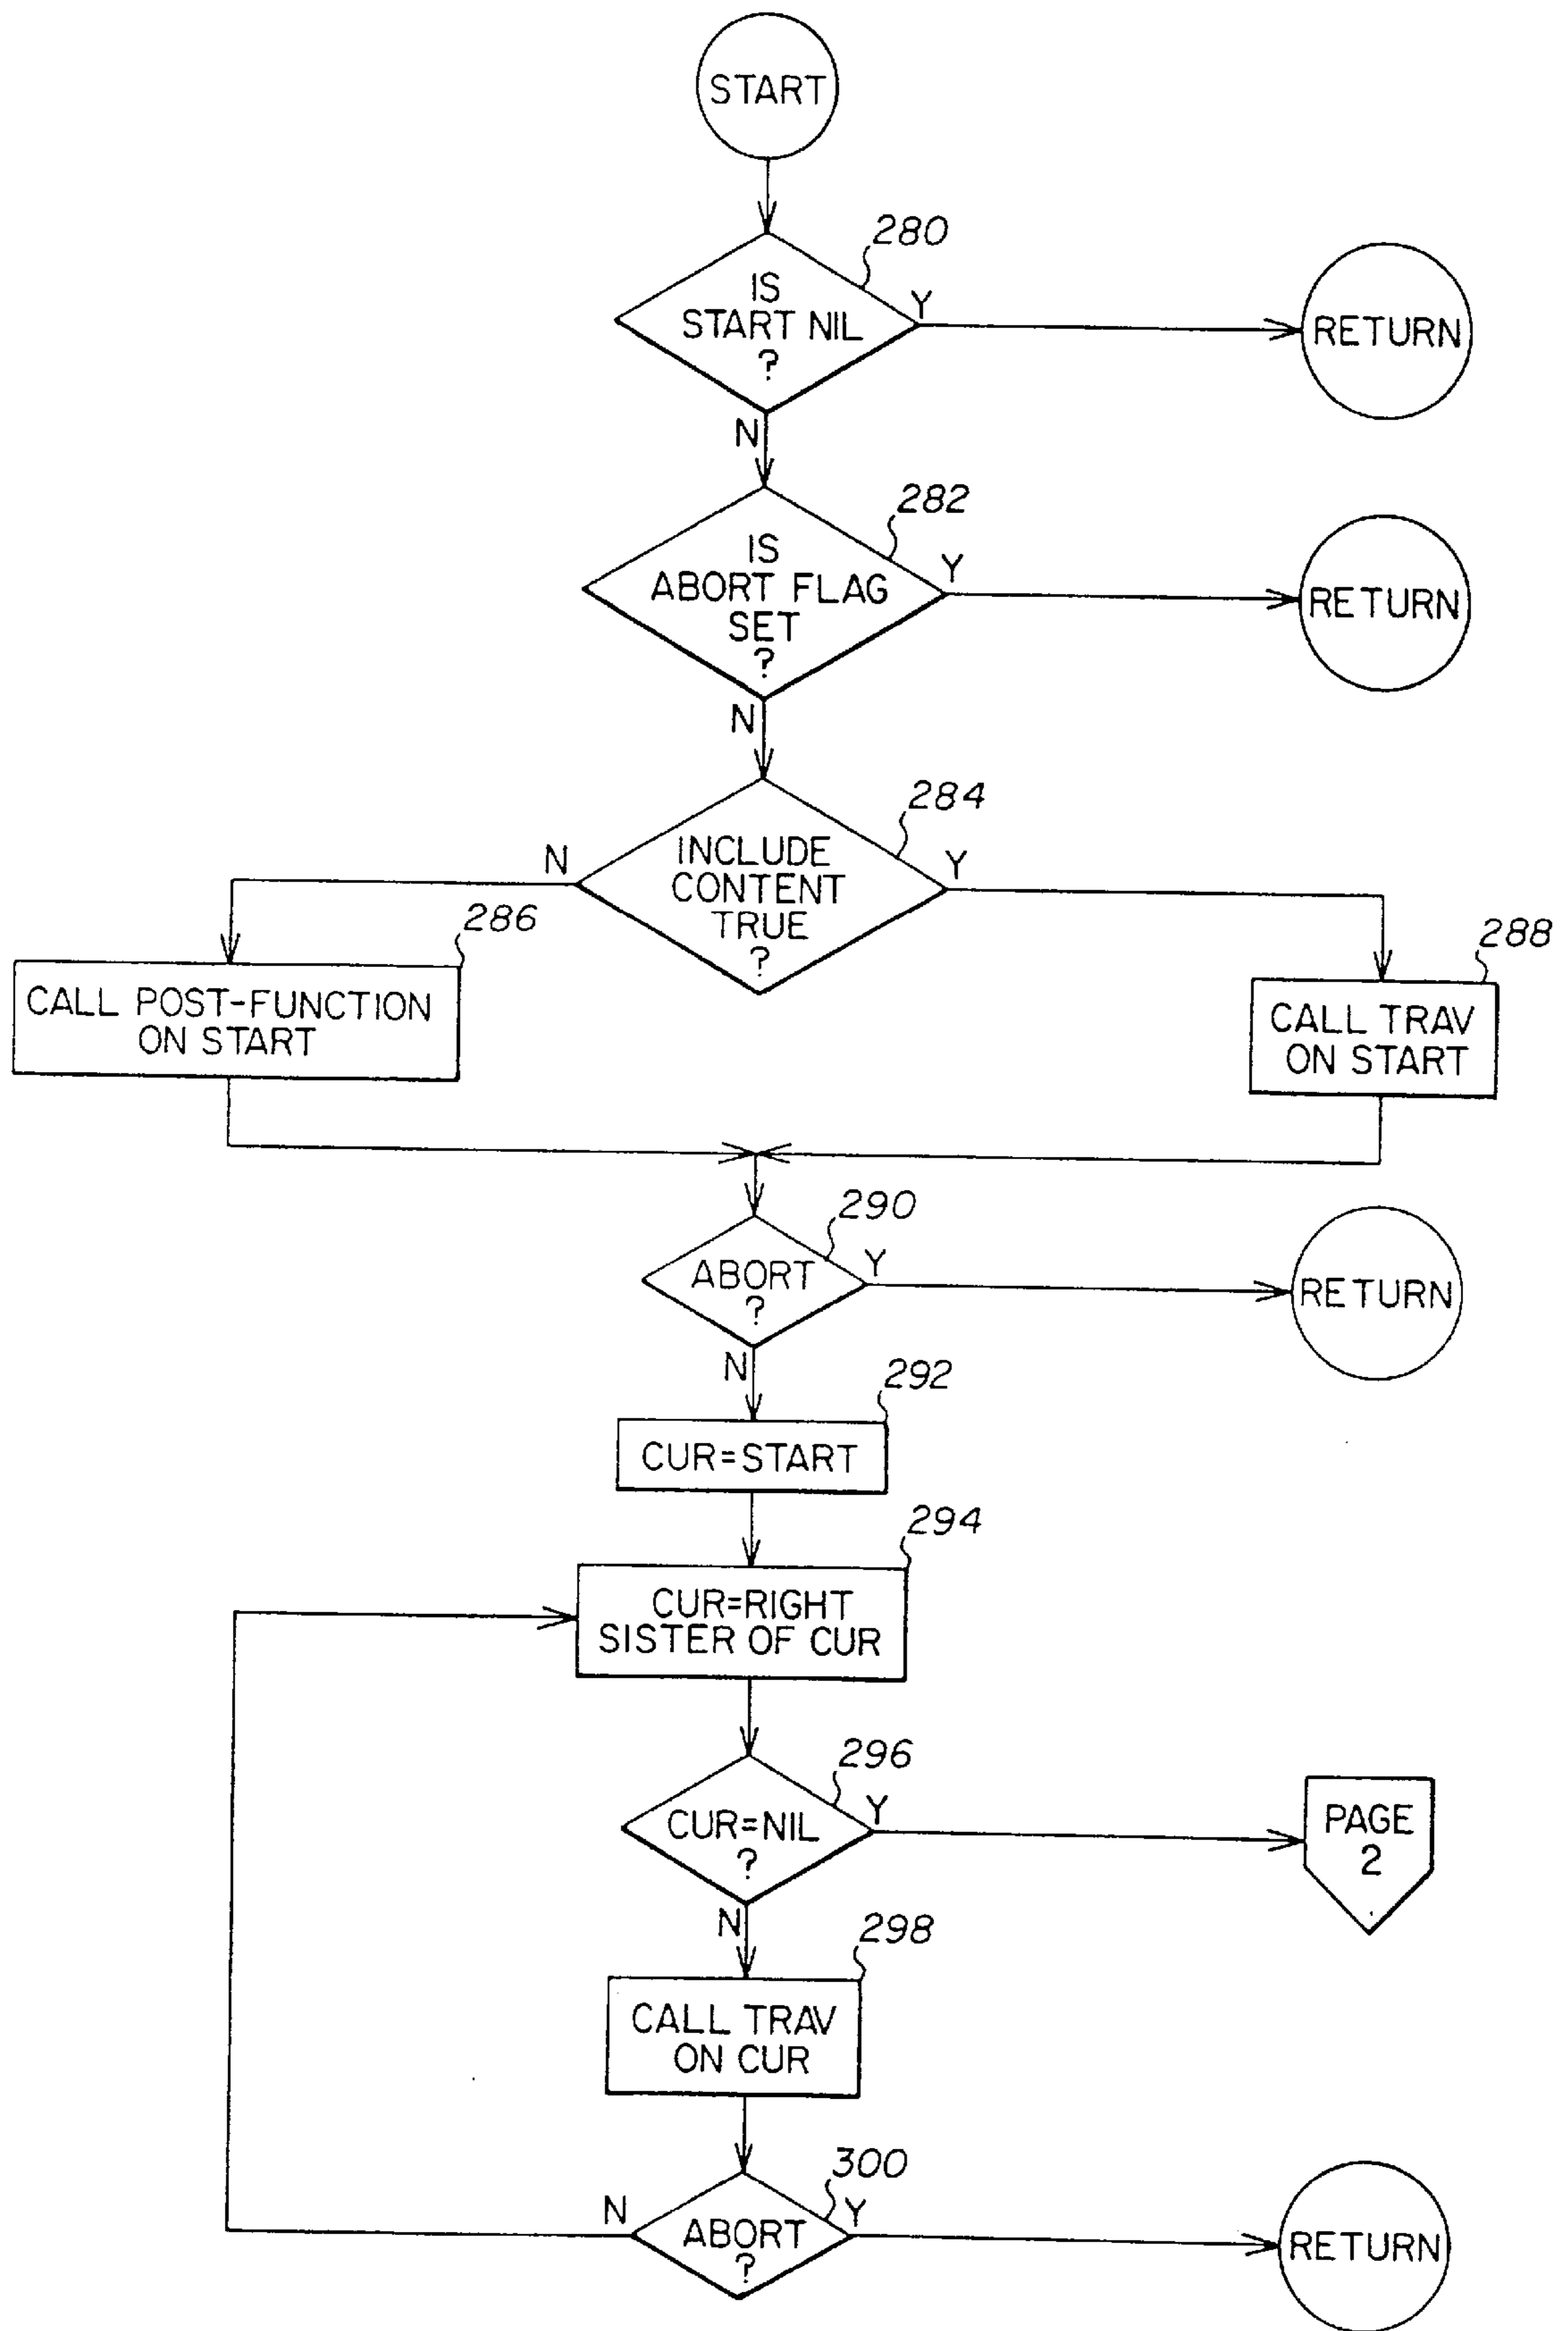 START
280
IS
START NIL
?
Y
RETURN
N
282
IS
ABORT FLAG
SET
?
Y
RETURN
N
284
INCLUDE
CONTENT
TRUE
?
N
Y
286
CALL POST-FUNCTION
ON START
288
CALL TRAV
ON START
290
ABORT
?
Y
RETURN
N
292
CUR=START
294
CUR=RIGHT
SISTER OF CUR
296
CUR=NIL
?
Y
PAGE
2
N
298
CALL TRAV
ON CUR
300
ABORT
?
N
Y
RETURN